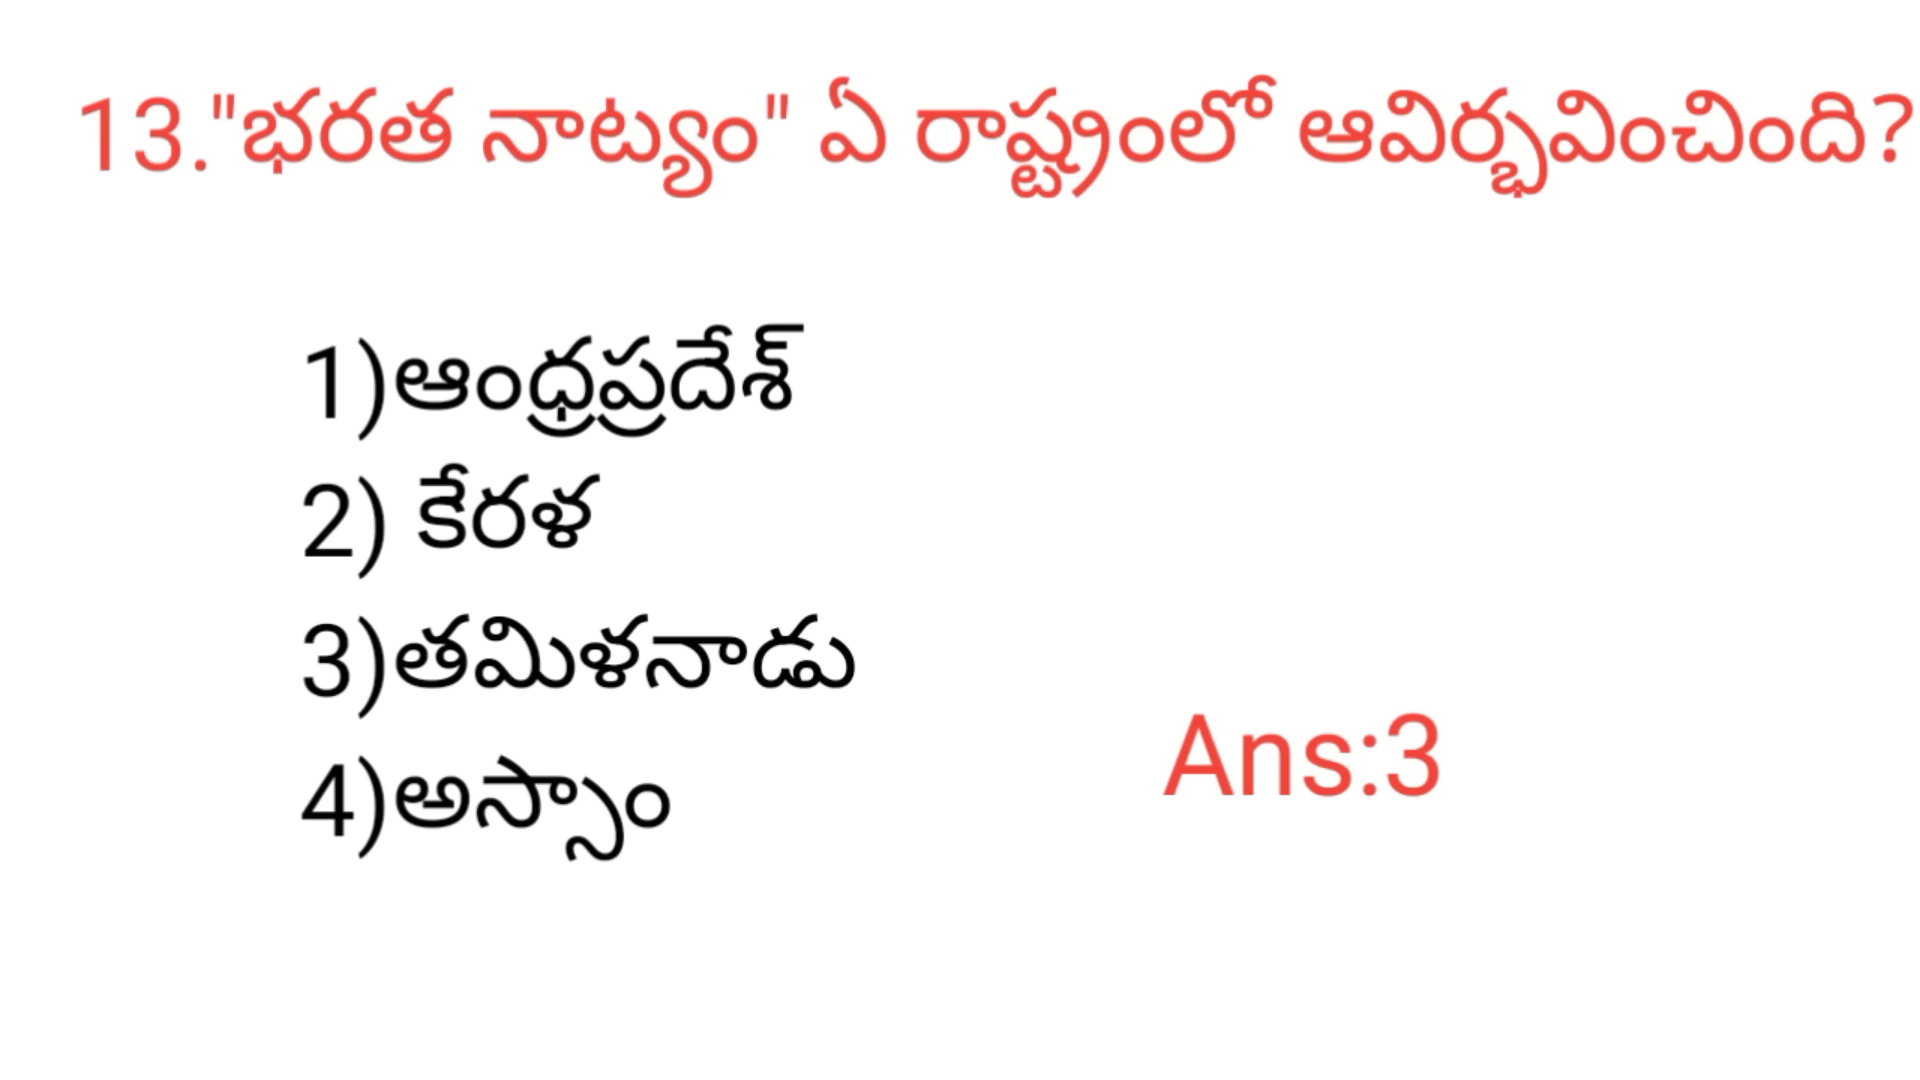 13."భరత నాట్యం" ఏ రాష్ట్రంలో ఆవిర్భవించింది?
1)ఆంధ్రప్రదేశ్
2) కేరళ
3)తమిళనాడు
4)అస్సాం
Ans:3